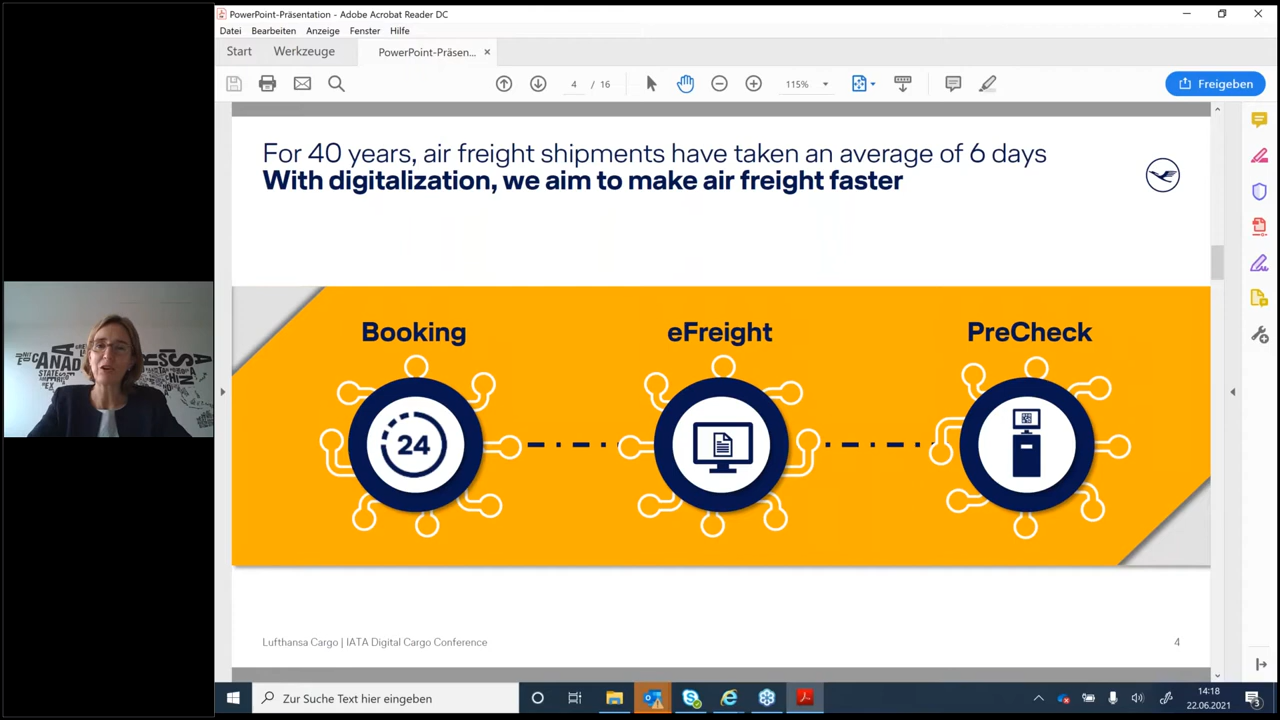 PowerPoint-Präsentation - Adobe Acrobat Reader DC
Datei Bearbeiten Anzeige Fenster Hilfe
Start Werkzeuge PowerPoint-Präsen... ×
4 / 16 115% Freigeben
For 40 years, air freight shipments have taken an average of 6 days
With digitalization, we aim to make air freight faster
Booking eFreight PreCheck
24
CANADA
STATE
Lufthansa Cargo | IATA Digital Cargo Conference 4
Zur Suche Text hier eingeben
14:18
22.06.2021
3